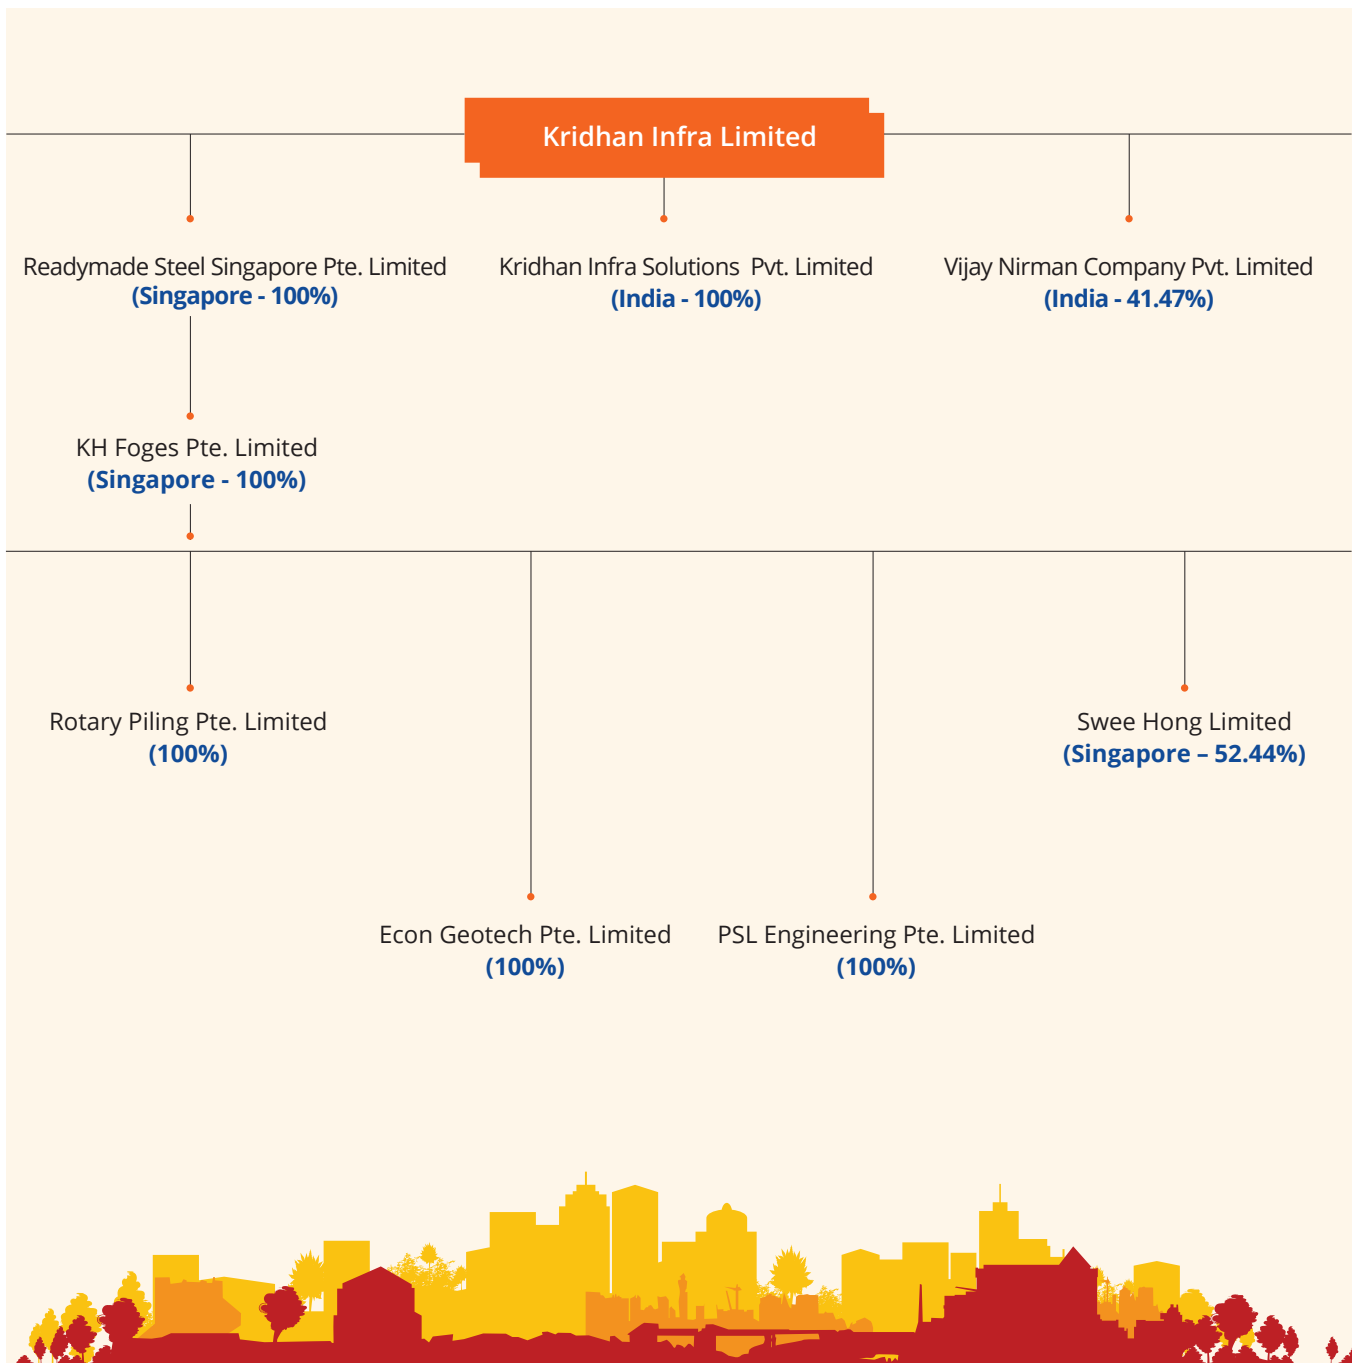 Kridhan Infra Limited
Readymade Steel Singapore Pte. Limited
(Singapore - 100%)
Kridhan Infra Solutions Pvt. Limited
(India - 100%)
Vijay Nirman Company Pvt. Limited
(India - 41.47%)
KH Foges Pte. Limited
(Singapore - 100%)
Rotary Piling Pte. Limited
(100%)
Swee Hong Limited
(Singapore – 52.44%)
Econ Geotech Pte. Limited
(100%)
PSL Engineering Pte. Limited
(100%)